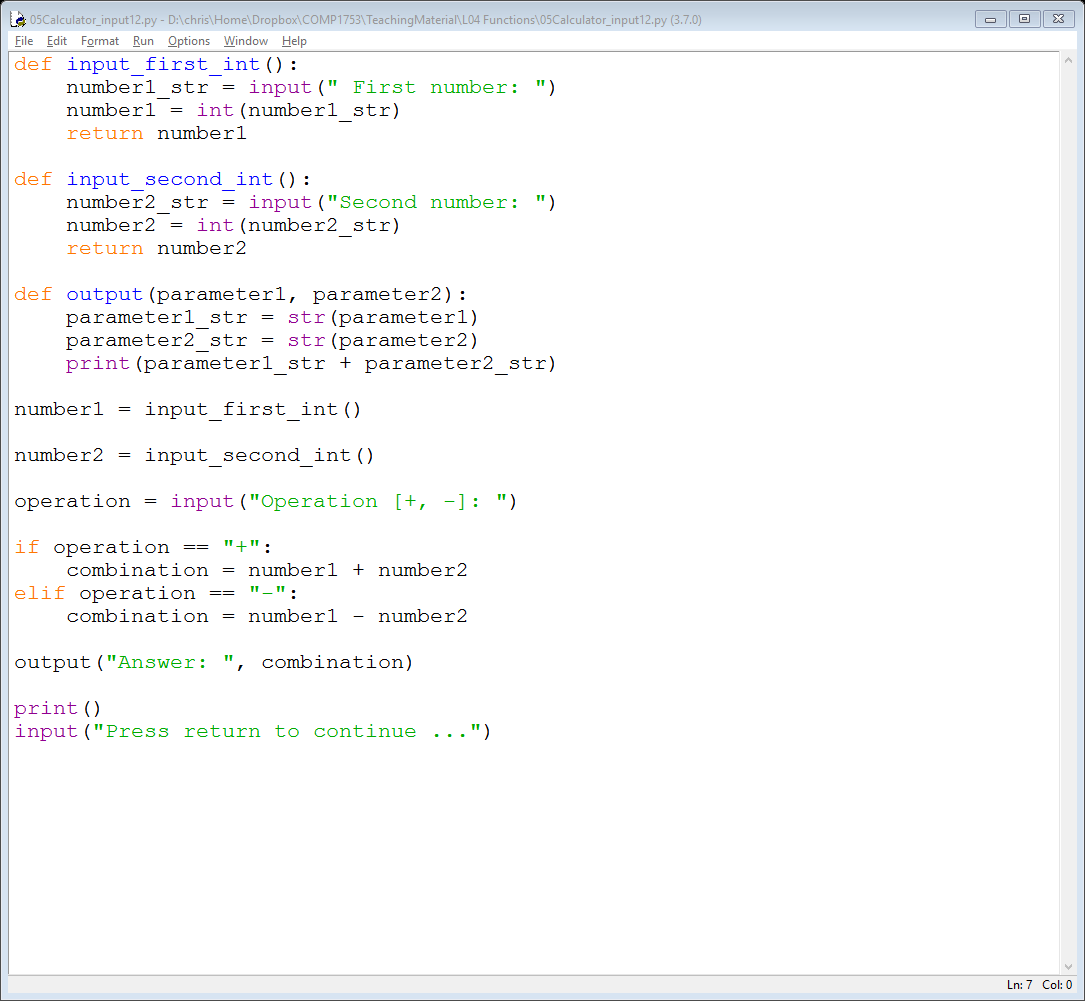 05Calculator_input12.py - D:\chris\Home\Dropbox\COMP1753\TeachingMaterial\L04 Functions\05Calculator_input12.py (3.7.0)
File Edit Format Run Options Window Help
def input_first_int():
    number1_str = input(" First number: ")
    number1 = int(number1_str)
    return number1

def input_second_int():
    number2_str = input("Second number: ")
    number2 = int(number2_str)
    return number2

def output(parameter1, parameter2):
    parameter1_str = str(parameter1)
    parameter2_str = str(parameter2)
    print(parameter1_str + parameter2_str)

number1 = input_first_int()

number2 = input_second_int()

operation = input("Operation [+, -]: ")

if operation == "+":
    combination = number1 + number2
elif operation == "-":
    combination = number1 - number2

output("Answer: ", combination)

print()
input("Press return to continue ...")
Ln: 7 Col: 0